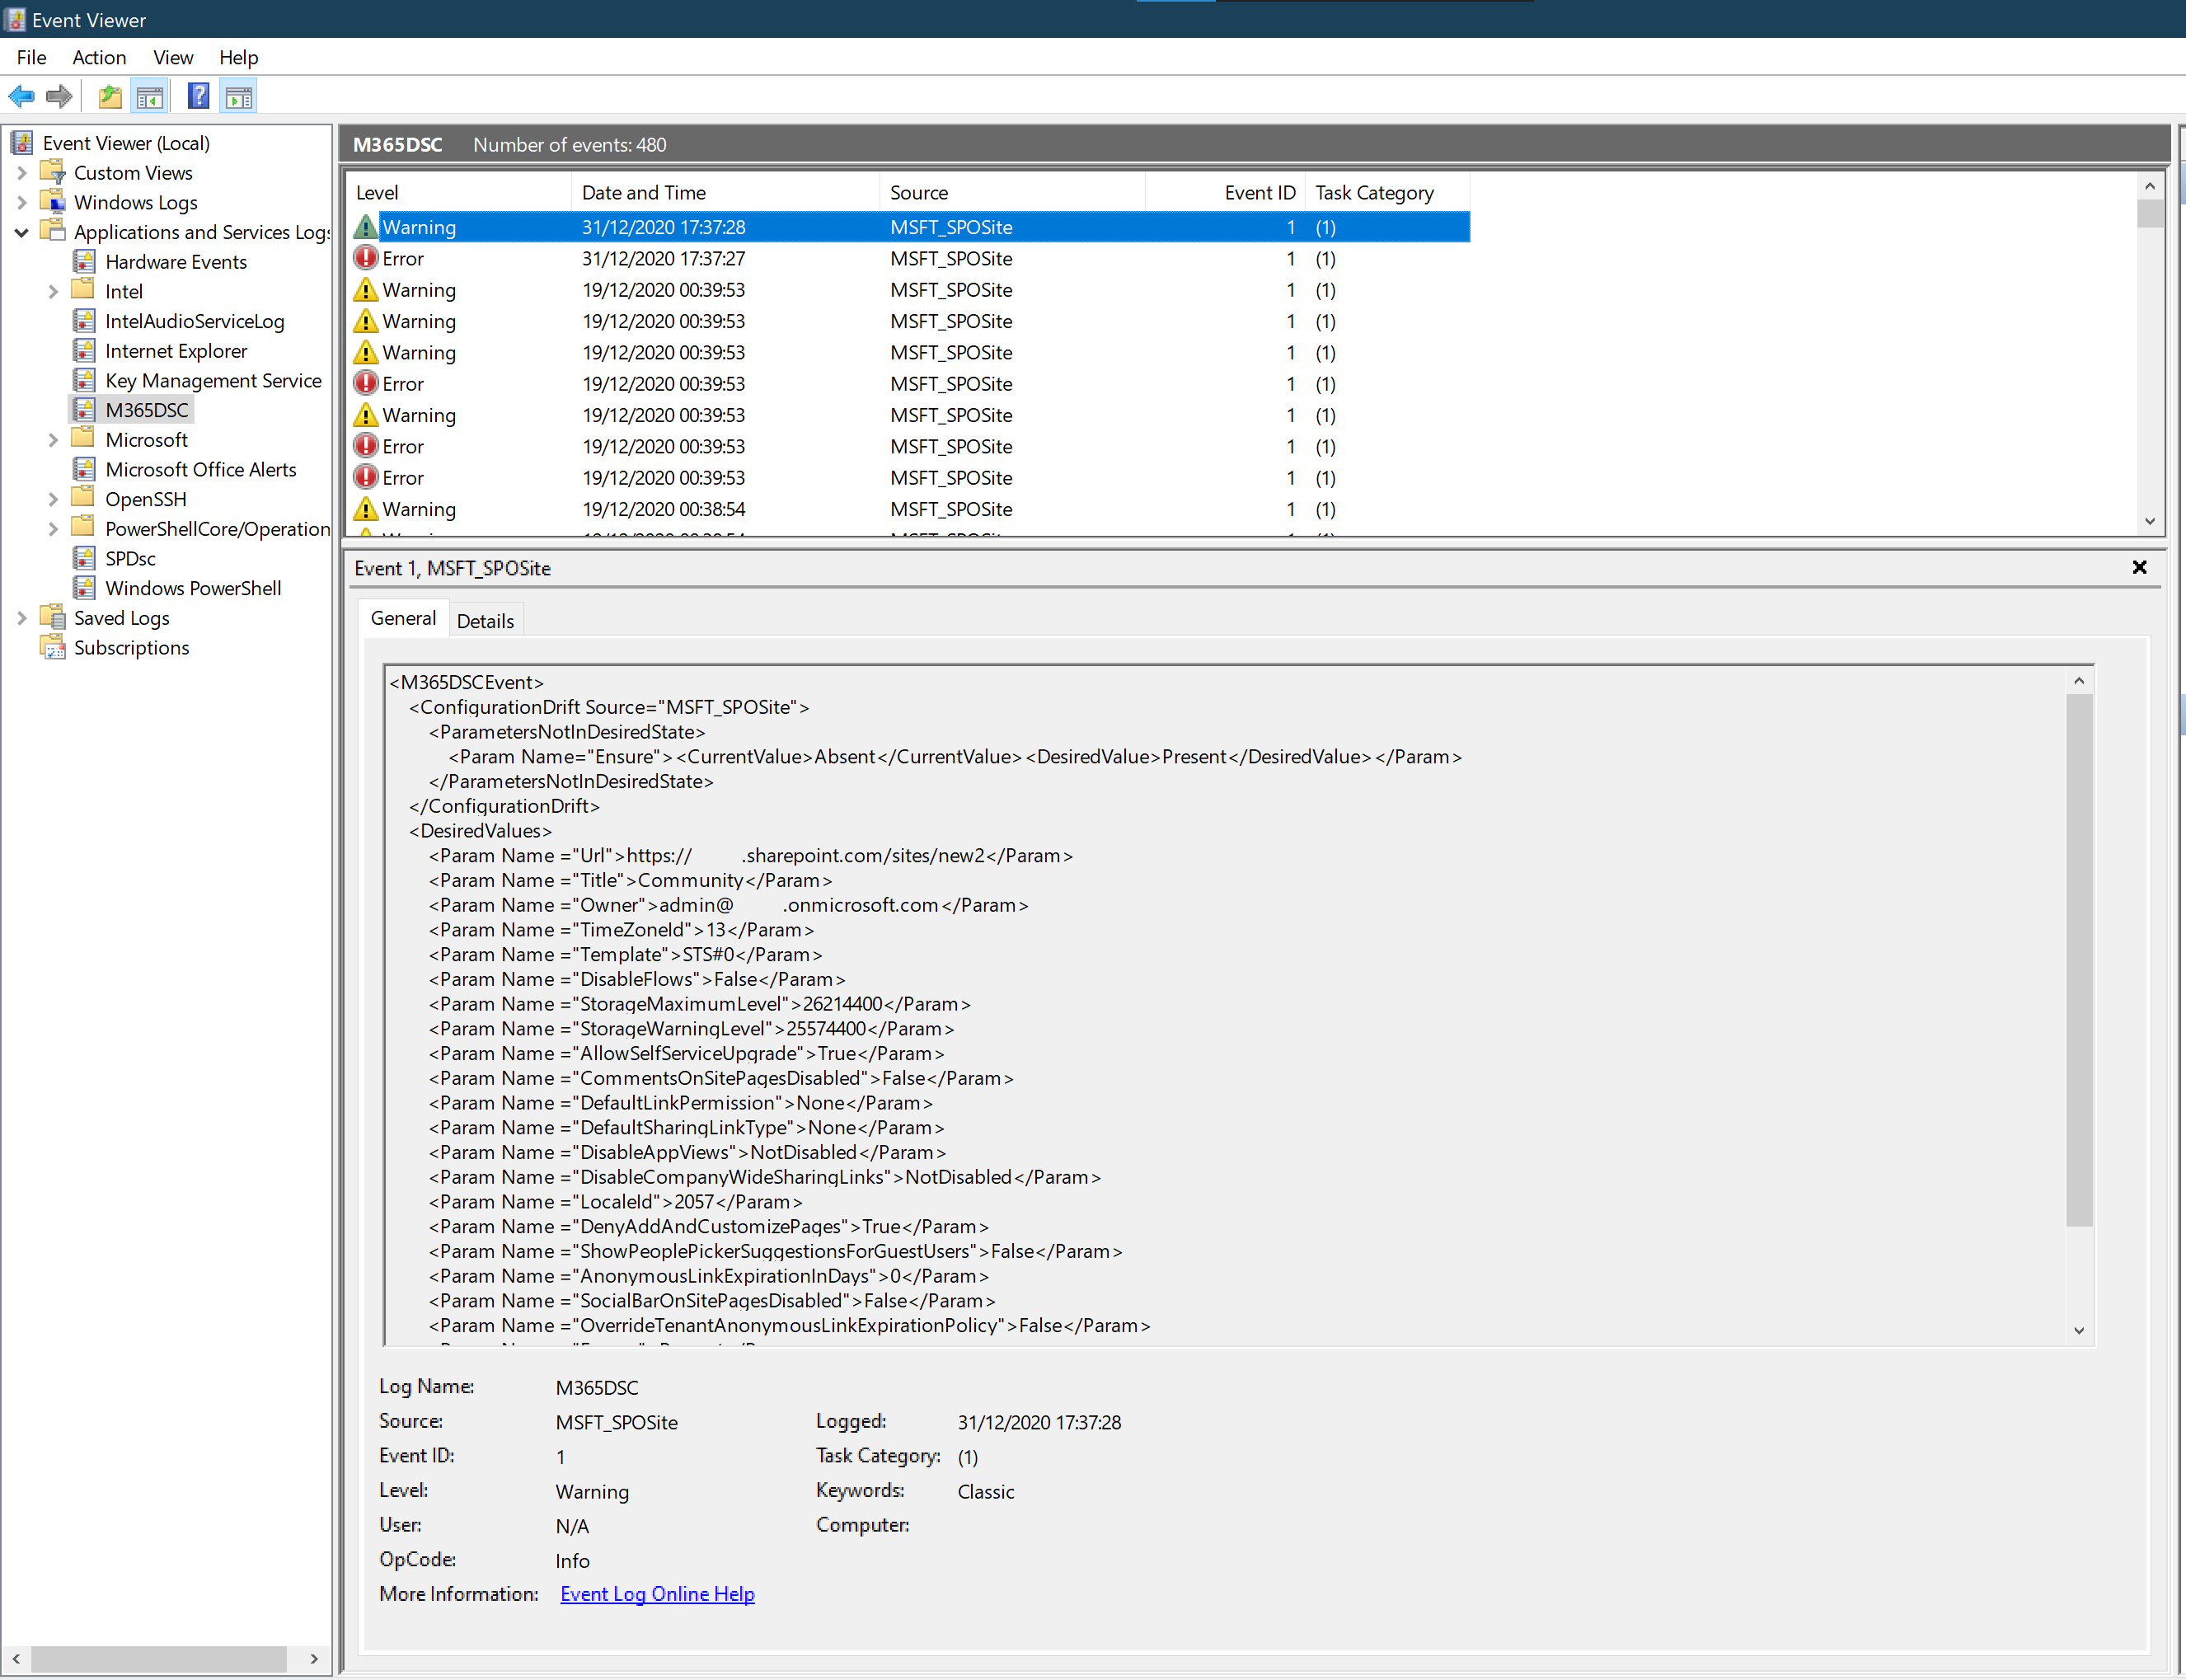 Event Viewer
File Action View Help
Event Viewer (Local)
Custom Views
Windows Logs
Applications and Services Logs
Hardware Events
Intel
IntelAudioServiceLog
Internet Explorer
Key Management Service
M365DSC
Microsoft
Microsoft Office Alerts
OpenSSH
PowerShellCore/Operation
SPDsc
Windows PowerShell
Saved Logs
Subscriptions
M365DSC Number of events: 480
Level Date and Time Source Event ID Task Category
Warning 31/12/2020 17:37:28 MSFT_SPOSite 1 (1)
Error 31/12/2020 17:37:27 MSFT_SPOSite 1 (1)
Warning 19/12/2020 00:39:53 MSFT_SPOSite 1 (1)
Warning 19/12/2020 00:39:53 MSFT_SPOSite 1 (1)
Warning 19/12/2020 00:39:53 MSFT_SPOSite 1 (1)
Error 19/12/2020 00:39:53 MSFT_SPOSite 1 (1)
Warning 19/12/2020 00:39:53 MSFT_SPOSite 1 (1)
Error 19/12/2020 00:39:53 MSFT_SPOSite 1 (1)
Error 19/12/2020 00:39:53 MSFT_SPOSite 1 (1)
Warning 19/12/2020 00:38:54 MSFT_SPOSite 1 (1)
Event 1, MSFT_SPOSite
General Details
<M365DSCEvent>
<ConfigurationDrift Source="MSFT_SPOSite">
<ParametersNotInDesiredState>
<Param Name="Ensure"><CurrentValue>Absent</CurrentValue><DesiredValue>Present</DesiredValue></Param>
</ParametersNotInDesiredState>
</ConfigurationDrift>
<DesiredValues>
<Param Name ="Url">https:// .sharepoint.com/sites/new2</Param>
<Param Name ="Title">Community</Param>
<Param Name ="Owner">admin@ .onmicrosoft.com</Param>
<Param Name ="TimeZoneId">13</Param>
<Param Name ="Template">STS#0</Param>
<Param Name ="DisableFlows">False</Param>
<Param Name ="StorageMaximumLevel">26214400</Param>
<Param Name ="StorageWarningLevel">25574400</Param>
<Param Name ="AllowSelfServiceUpgrade">True</Param>
<Param Name ="CommentsOnSitePagesDisabled">False</Param>
<Param Name ="DefaultLinkPermission">None</Param>
<Param Name ="DefaultSharingLinkType">None</Param>
<Param Name ="DisableAppViews">NotDisabled</Param>
<Param Name ="DisableCompanyWideSharingLinks">NotDisabled</Param>
<Param Name ="LocaleId">2057</Param>
<Param Name ="DenyAddAndCustomizePages">True</Param>
<Param Name ="ShowPeoplePickerSuggestionsForGuestUsers">False</Param>
<Param Name ="AnonymousLinkExpirationInDays">0</Param>
<Param Name ="SocialBarOnSitePagesDisabled">False</Param>
<Param Name ="OverrideTenantAnonymousLinkExpirationPolicy">False</Param>
Log Name: M365DSC
Source: MSFT_SPOSite Logged: 31/12/2020 17:37:28
Event ID: 1 Task Category: (1)
Level: Warning Keywords: Classic
User: N/A Computer:
OpCode: Info
More Information: Event Log Online Help